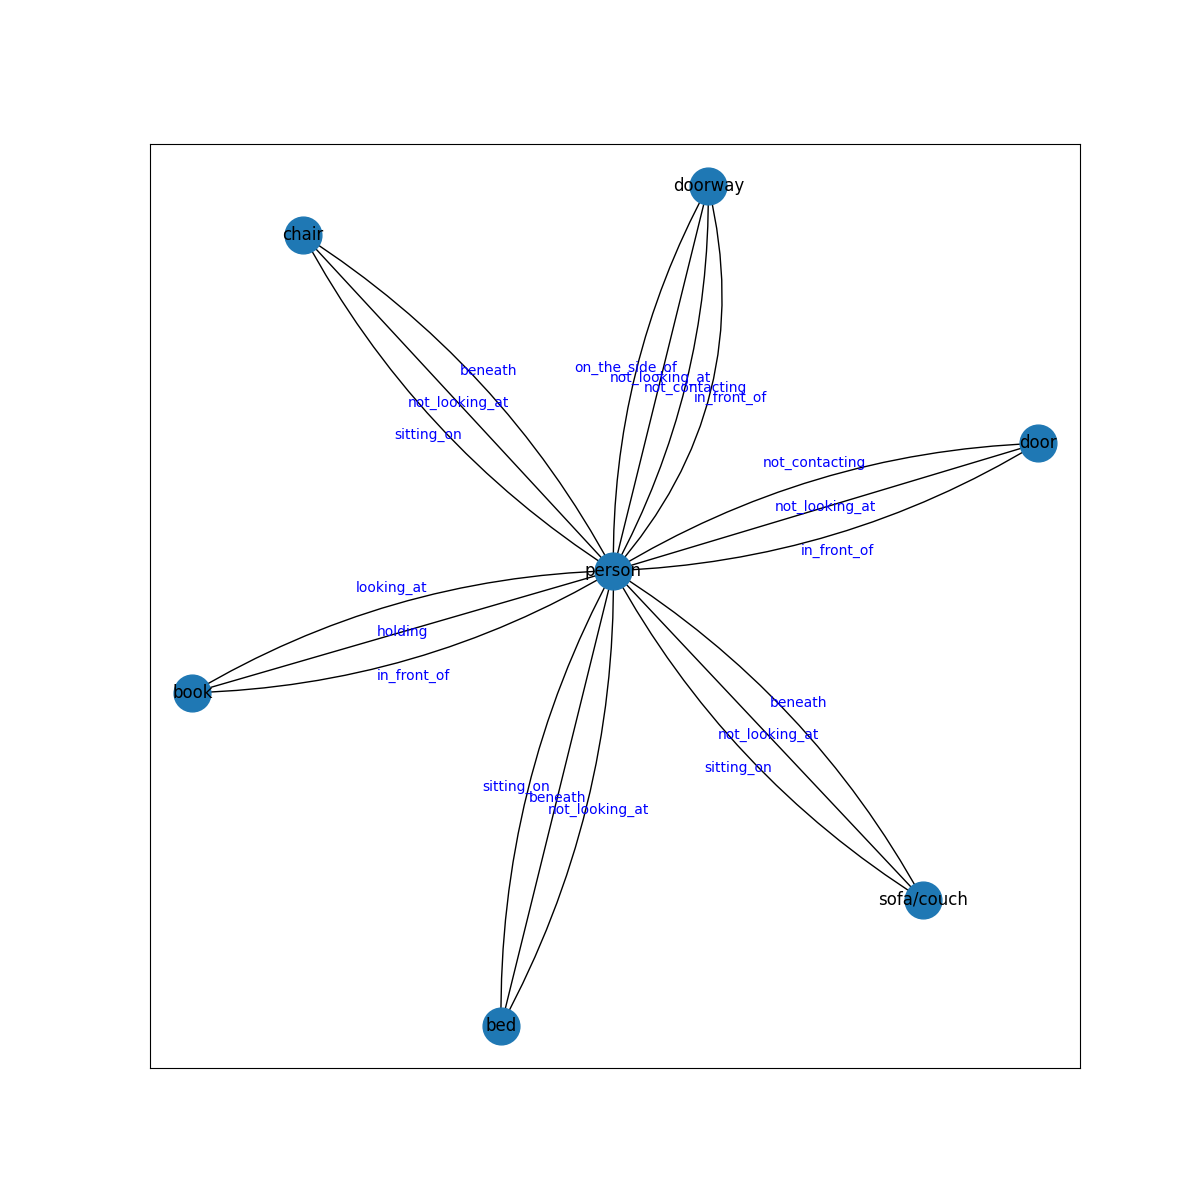 doorway
chair
on_the_side_of
beneath
not_looking_at
not_contacting
in_front_of
not_looking_at
sitting_on
door
not_contacting
not_looking_at
in_front_of
person
looking_at
holding
in_front_of
book
beneath
not_looking_at
sitting_on
sitting_on
beneath
not_looking_at
sofa/couch
bed